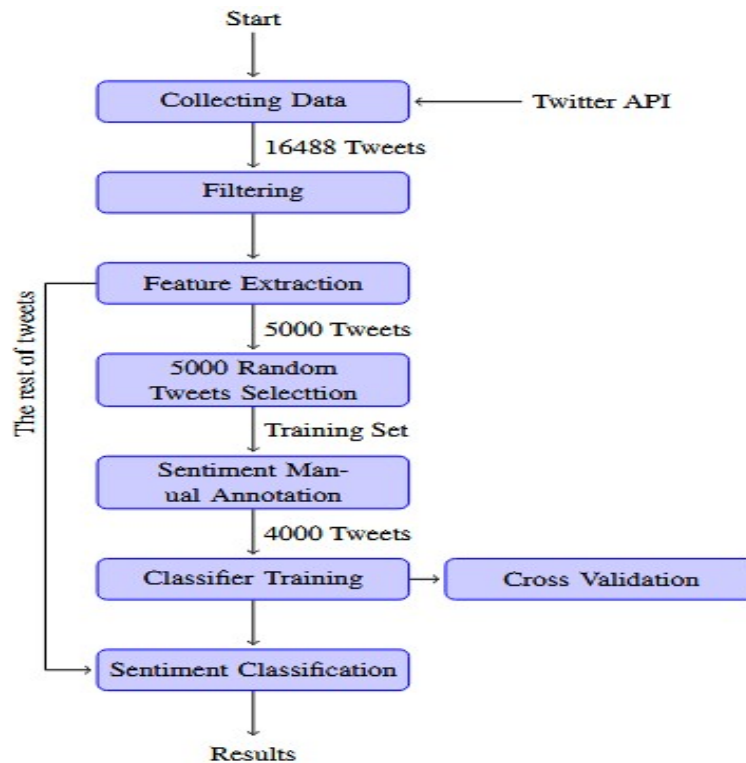 Start
Collecting Data
Twitter API
16488 Tweets
Filtering
Feature Extraction
The rest of tweets
5000 Tweets
5000 Random
Tweets Selecttion
Training Set
Sentiment Man-
ual Annotation
4000 Tweets
Classifier Training
Cross Validation
Sentiment Classification
Results